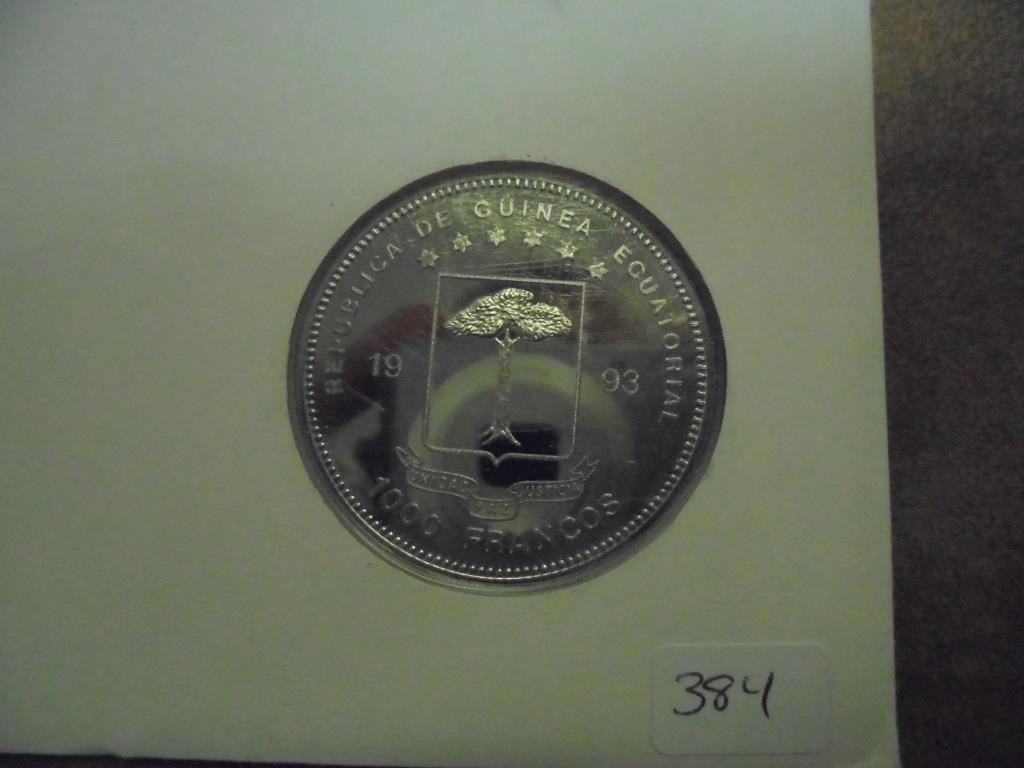 REPUBLICA DE GUINEA ECUATORIAL
19 93
UNIDAD PAZ JUSTICIA
1000 FRANCOS
384